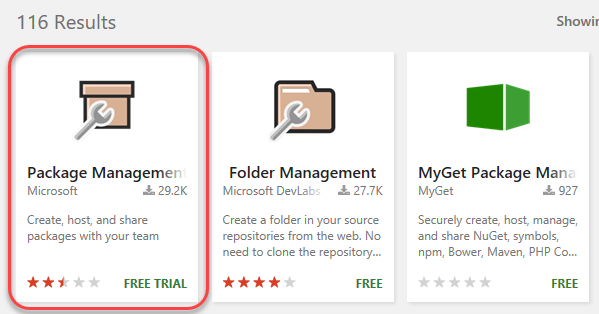 116 Results
Showin
Package Management
Microsoft 29.2K
Create, host, and share
packages with your team
FREE TRIAL
Folder Management
Microsoft DevLabs 27.7K
Create a folder in your source
repositories from the web. No
need to clone the repository...
FREE
MyGet Package Mana
MyGet 927
Securely create, host, manage,
and share NuGet, symbols,
npm, Bower, Maven, PHP Co...
FREE